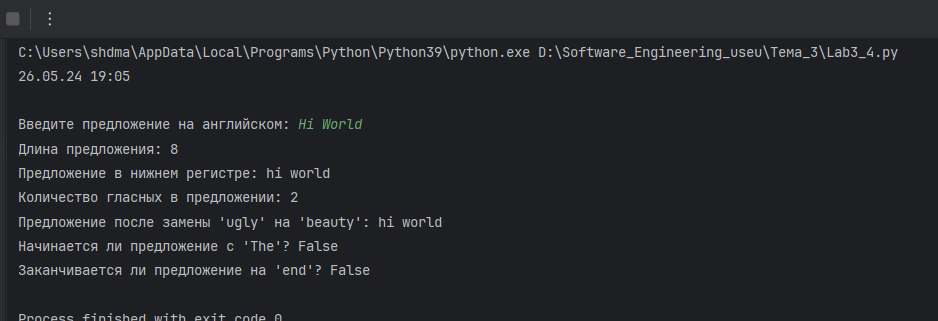 C:\Users\shdma\AppData\Local\Programs\Python\Python39\python.exe D:\Software_Engineering_useu\Тема_3\Lab3_4.py
26.05.24 19:05
Введите предложение на английском: Hi World
Длина предложения: 8
Предложение в нижнем регистре: hi world
Количество гласных в предложении: 2
Предложение после замены 'ugly' на 'beauty': hi world
Начинается ли предложение с 'The'? False
Заканчивается ли предложение на 'end'? False
Process finished with exit code 0